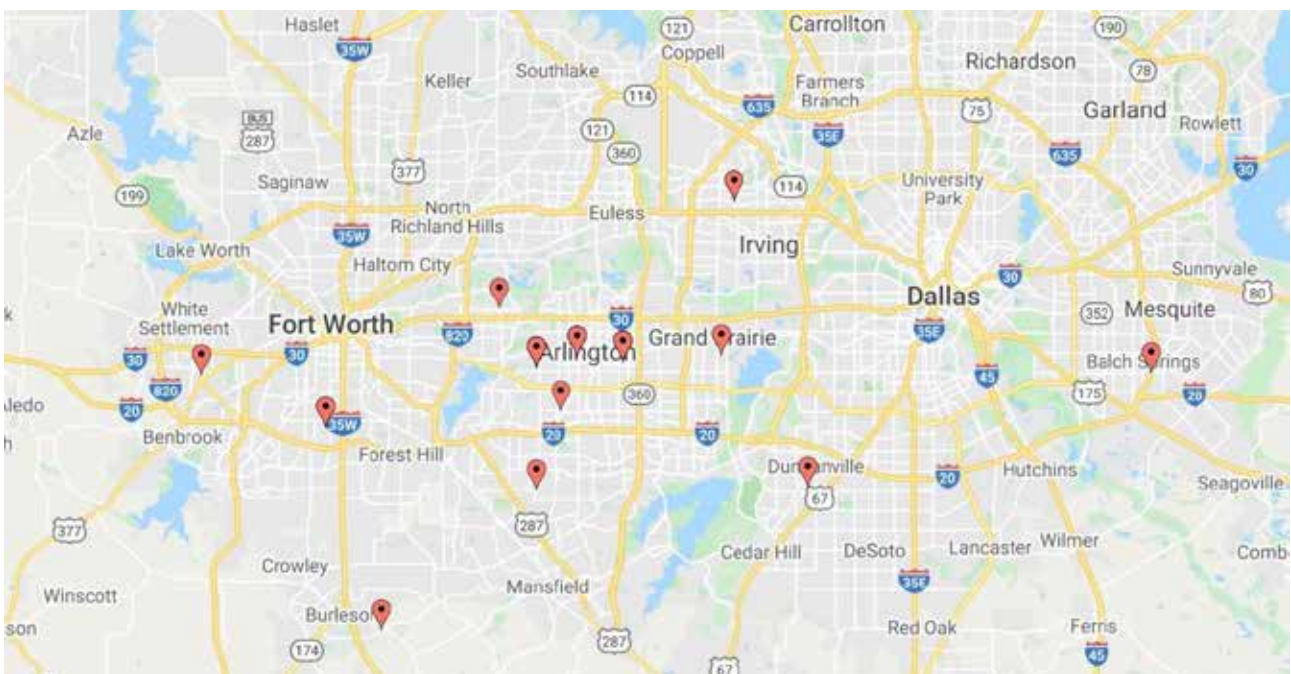 Haslet
35W
Keller
Southlake
121
Coppell
Carrollton
190
Richardson
78
Farmers
Branch
114
635
75
Garland
Rowlett
Azle
BUS
287
121
35E
360
635
30
377
Saginaw
199
114
University
Park
North
Richland Hills
Euless
35W
Irving
Lake Worth
Haltom City
30
Sunnyvale
80
Dallas
White
Settlement
Fort Worth
820
30
Grand Prairie
35E
352
Mesquite
30
30
Arlington
Balch Springs
820
45
20
360
175
20
35W
Benbrook
20
20
Forest Hill
Duncanville
20
Hutchins
67
Seagoville
377
287
Cedar Hill
DeSoto
Lancaster
Wilmer
Crowley
Mansfield
35E
Winscott
Burleson
son
Red Oak
Ferris
174
287
45
67